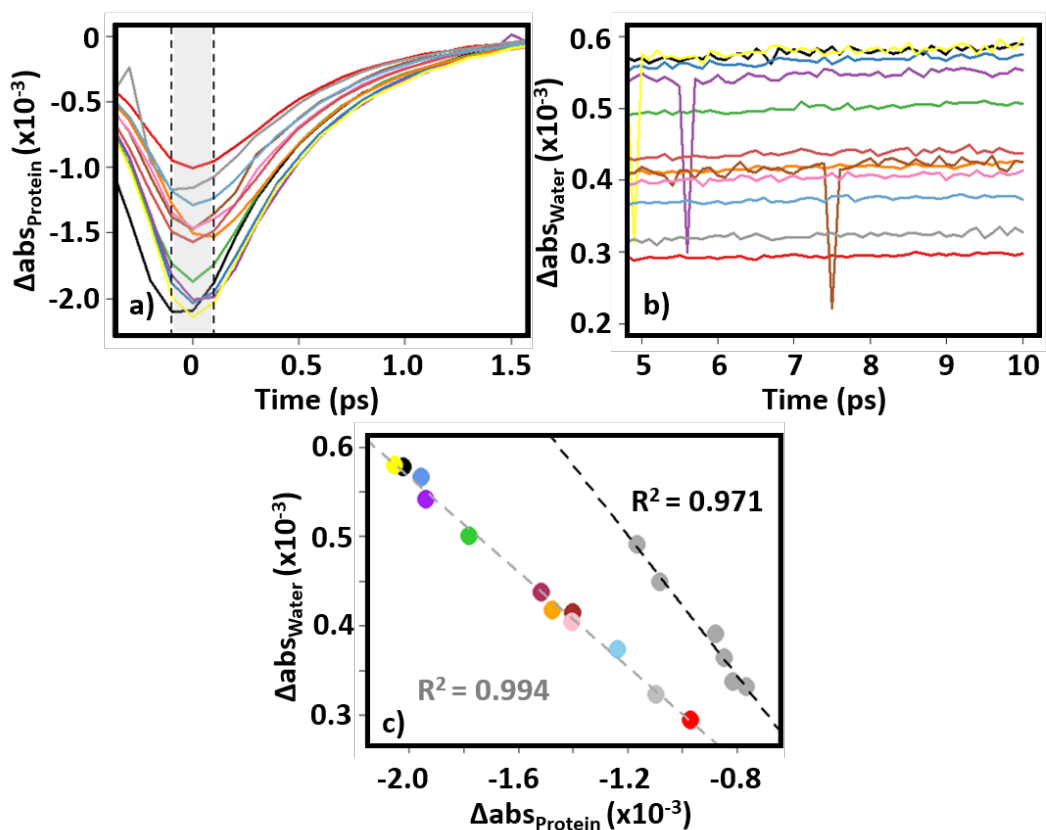 0
-0.5
-1.0
-1.5
-2.0
Δabs_Protein (x10^-3)
a)
0
0.5
1.0
1.5
Time (ps)
0.6
0.5
0.4
0.3
0.2
Δabs_Water (x10^-3)
b)
5
6
7
8
9
10
Time (ps)
0.6
0.5
0.4
0.3
Δabs_Water (x10^-3)
R² = 0.971
R² = 0.994
c)
-2.0
-1.6
-1.2
-0.8
Δabs_Protein (x10^-3)